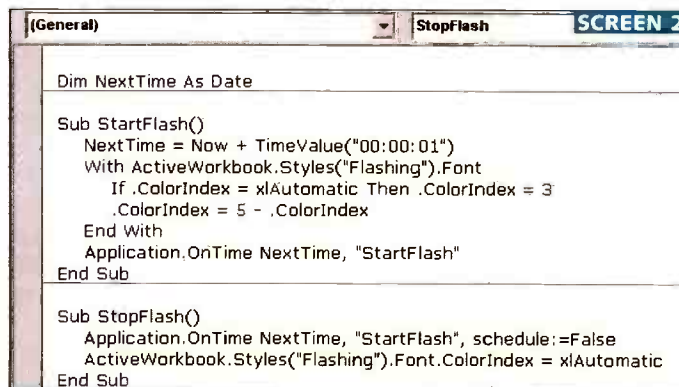 (General) StopFlash SCREEN 2
Dim NextTime As Date
Sub StartFlash()
NextTime = Now + TimeValue("00:00:01")
With ActiveWorkbook.Styles("Flashing").Font
If .ColorIndex = xlAutomatic Then .ColorIndex = 3
.ColorIndex = 5 - .ColorIndex
End With
Application.OnTime NextTime, "StartFlash"
End Sub
Sub StopFlash()
Application.OnTime NextTime, "StartFlash", schedule:=False
ActiveWorkbook.Styles("Flashing").Font.ColorIndex = xlAutomatic
End Sub